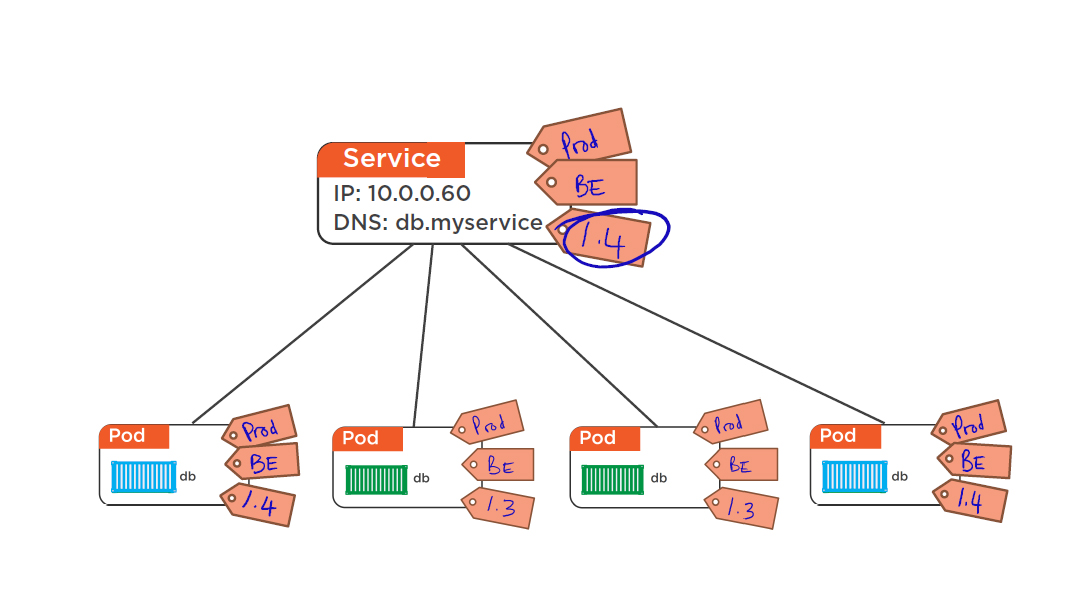 Service
IP: 10.0.0.60
DNS: db.myservice
Prod
BE
1.4
Pod
db
Prod
BE
1.4
Pod
db
Prod
BE
1.3
Pod
db
Prod
BE
1.3
Pod
db
Prod
BE
1.4